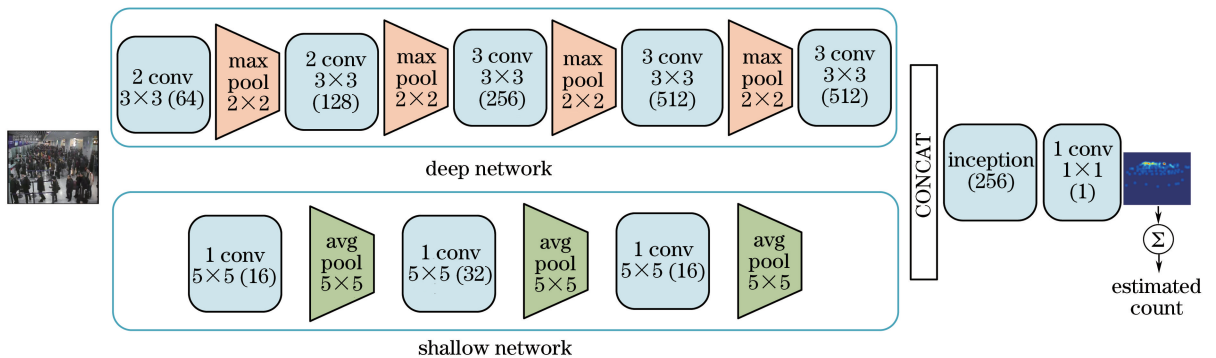 2 conv
3×3 (64)
max
pool
2×2
2 conv
3×3
(128)
max
pool
2×2
3 conv
3×3
(256)
max
pool
2×2
3 conv
3×3
(512)
max
pool
2×2
3 conv
3×3
(512)
deep network
1 conv
5×5 (16)
avg
pool
5×5
1 conv
5×5 (32)
avg
pool
5×5
1 conv
5×5 (16)
avg
pool
5×5
shallow network
CONCAT
inception
(256)
1 conv
1×1
(1)
Σ
estimated
count